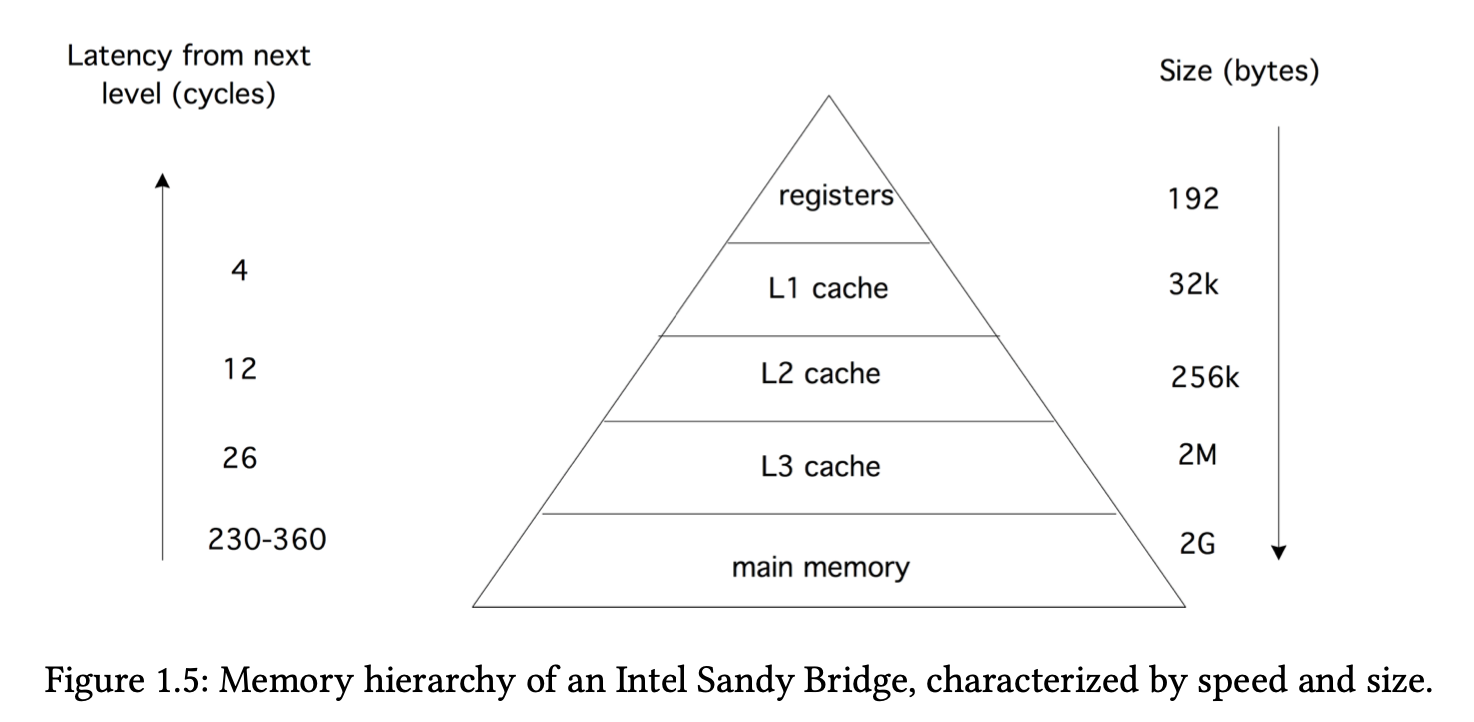 Latency from next
level (cycles)
Size (bytes)
registers
192
4
L1 cache
32k
12
L2 cache
256k
26
L3 cache
2M
230-360
main memory
2G
Figure 1.5: Memory hierarchy of an Intel Sandy Bridge, characterized by speed and size.